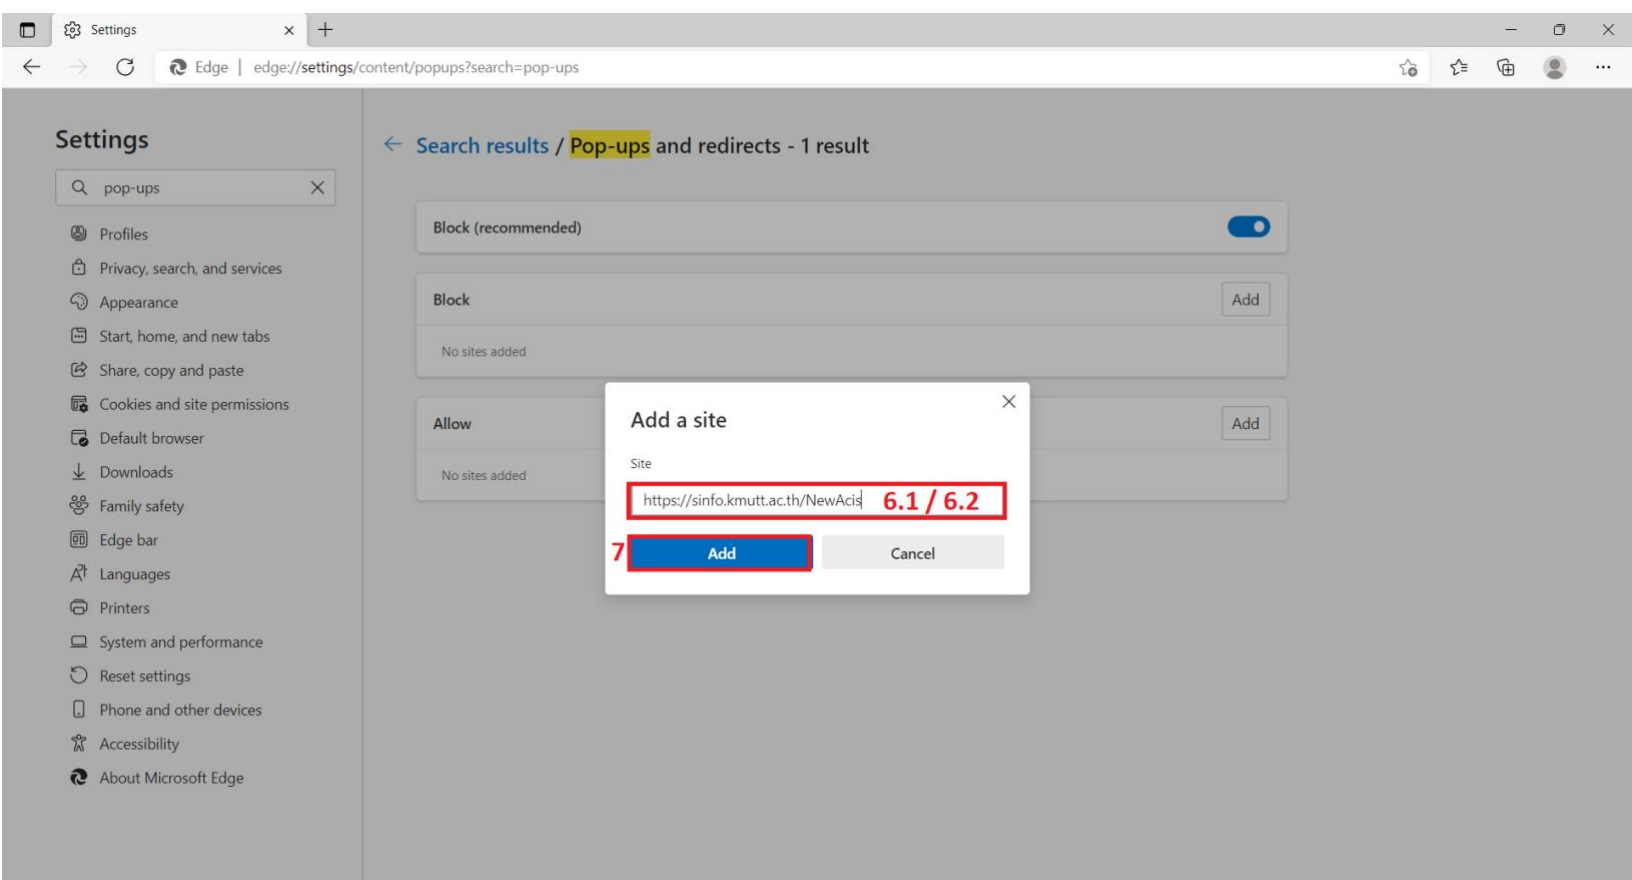 Settings
Edge | edge://settings/content/popups?search=pop-ups
Settings
pop-ups
Profiles
Privacy, search, and services
Appearance
Start, home, and new tabs
Share, copy and paste
Cookies and site permissions
Default browser
Downloads
Family safety
Edge bar
Languages
Printers
System and performance
Reset settings
Phone and other devices
Accessibility
About Microsoft Edge
Search results / Pop-ups and redirects - 1 result
Block (recommended)
Block Add
No sites added
Allow Add
No sites added
Add a site
Site
https://sinfo.kmutt.ac.th/NewAcis 6.1 / 6.2
7 Add Cancel